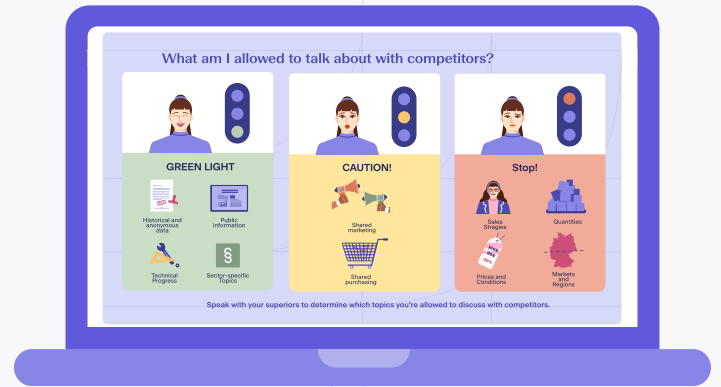 What am I allowed to talk about with competitors?
GREEN LIGHT
Historical and
anonymous
data
Public
information
Technical
Progress
§
Sector-specific
Topics
CAUTION!
Shared
marketing
Shared
purchasing
Stop!
Sales
Stragies
Quantities
Prices and
Conditions
Markets
and
Regions
Speak with your superiors to determine which topics you're allowed to discuss with competitors.